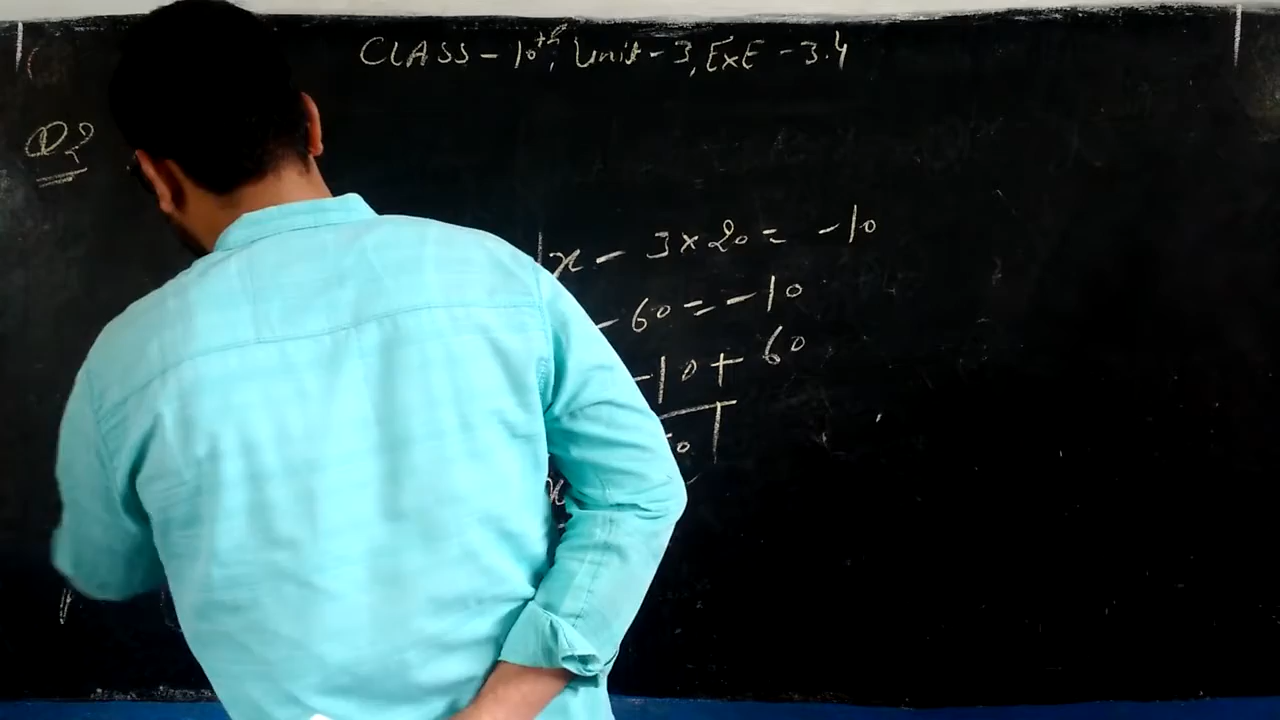 CLASS - 10th, Unit - 3, ExE - 3.4
Q2
x - 3 x 20 = -10
- 60 = -10
-10 + 60
x